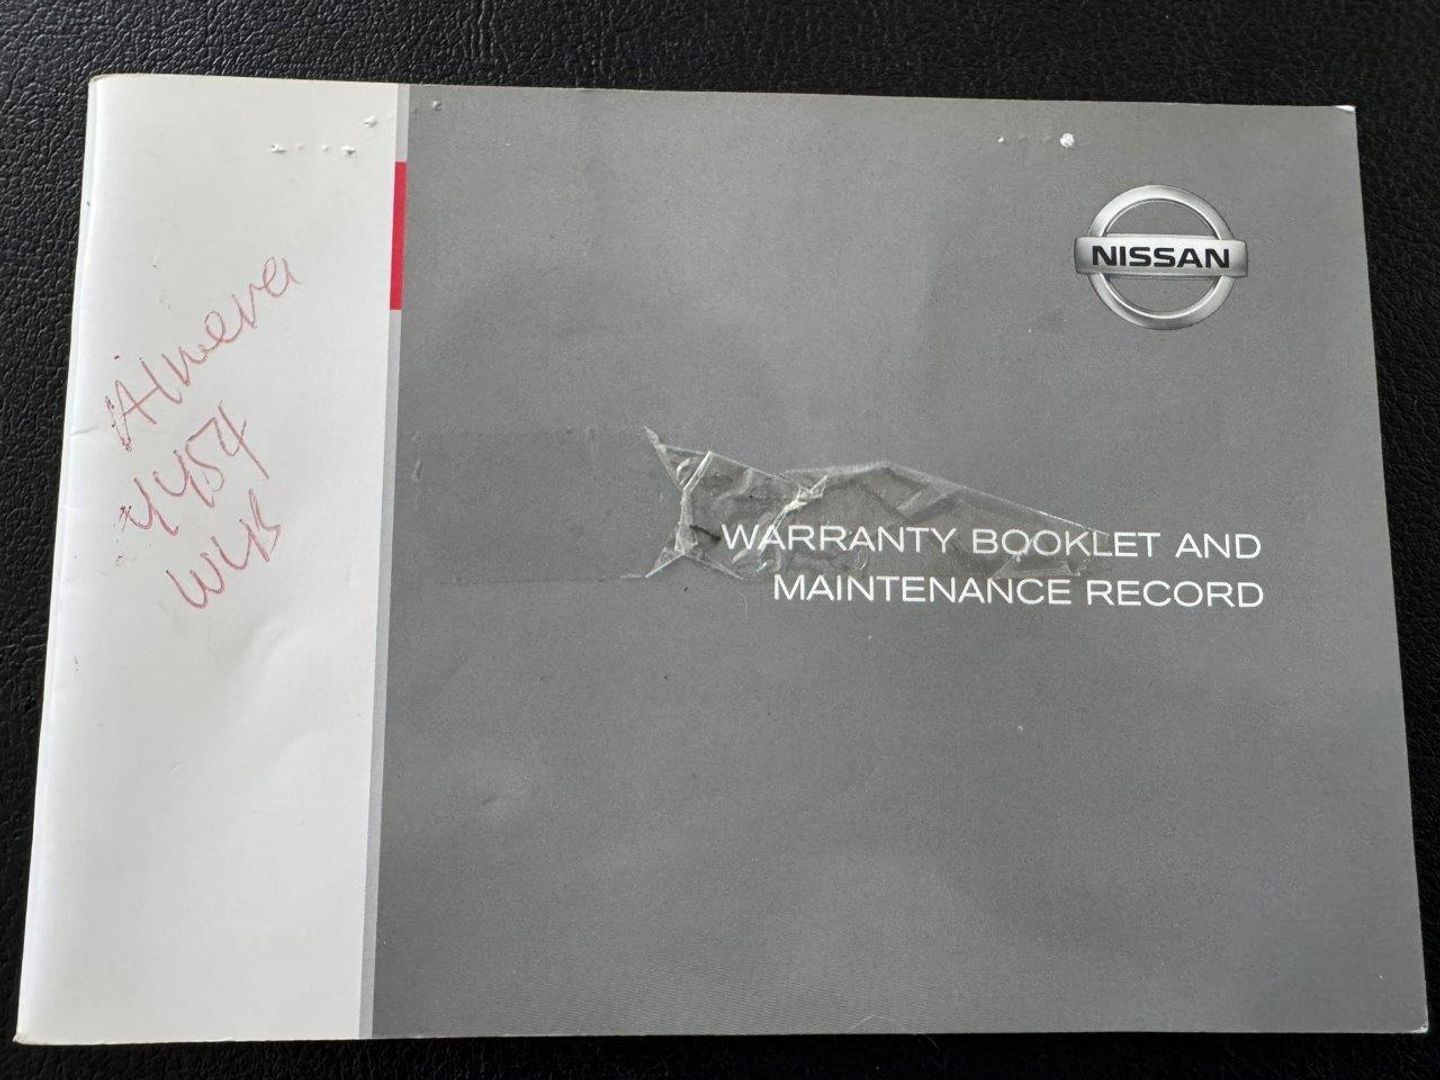 NISSAN
Almera
WARRANTY BOOKLET AND
MAINTENANCE RECORD